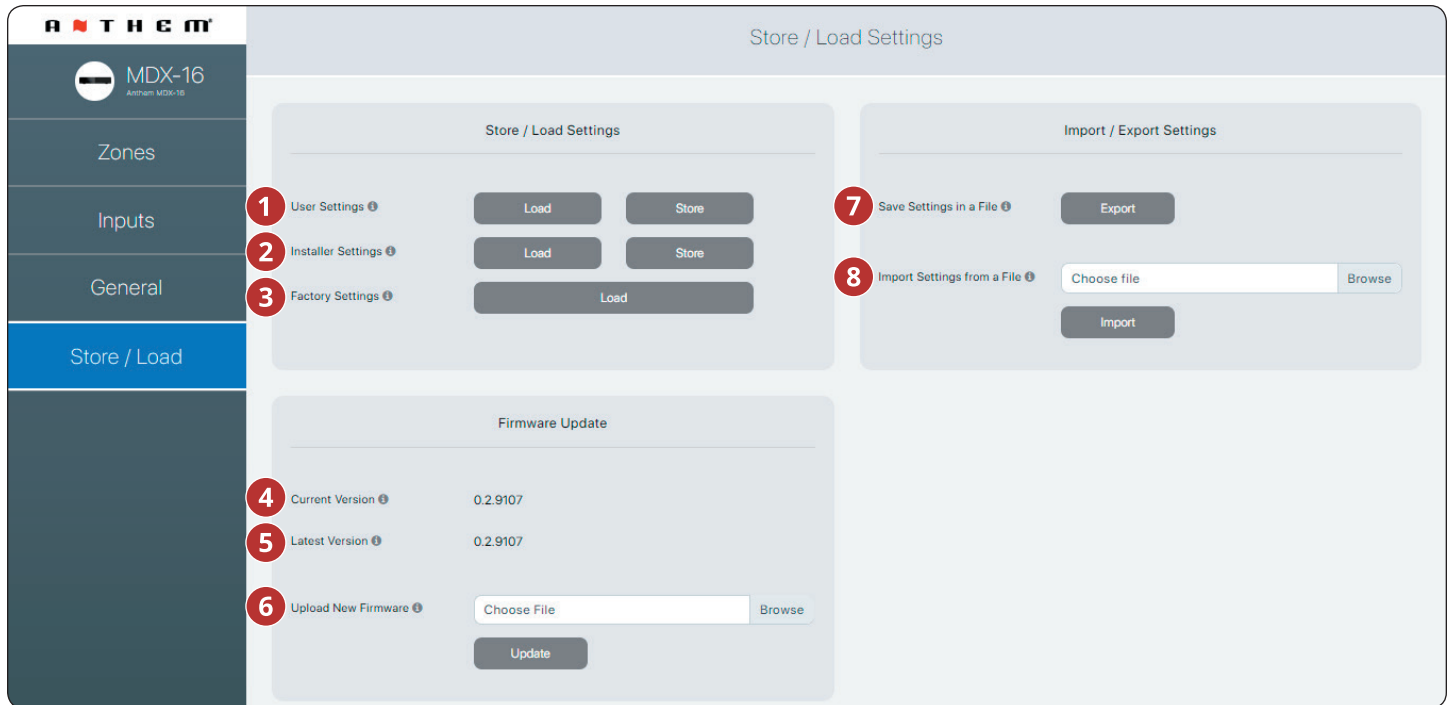 ANTHEM
MDX-16
Anthem MDX-16
Zones
Inputs
General
Store / Load
Store / Load Settings
Store / Load Settings
1 User Settings Load Store
2 Installer Settings Load Store
3 Factory Settings Load
Import / Export Settings
7 Save Settings in a File Export
8 Import Settings from a File Choose file Browse
Import
Firmware Update
4 Current Version 0.2.9107
5 Latest Version 0.2.9107
6 Upload New Firmware Choose File Browse
Update